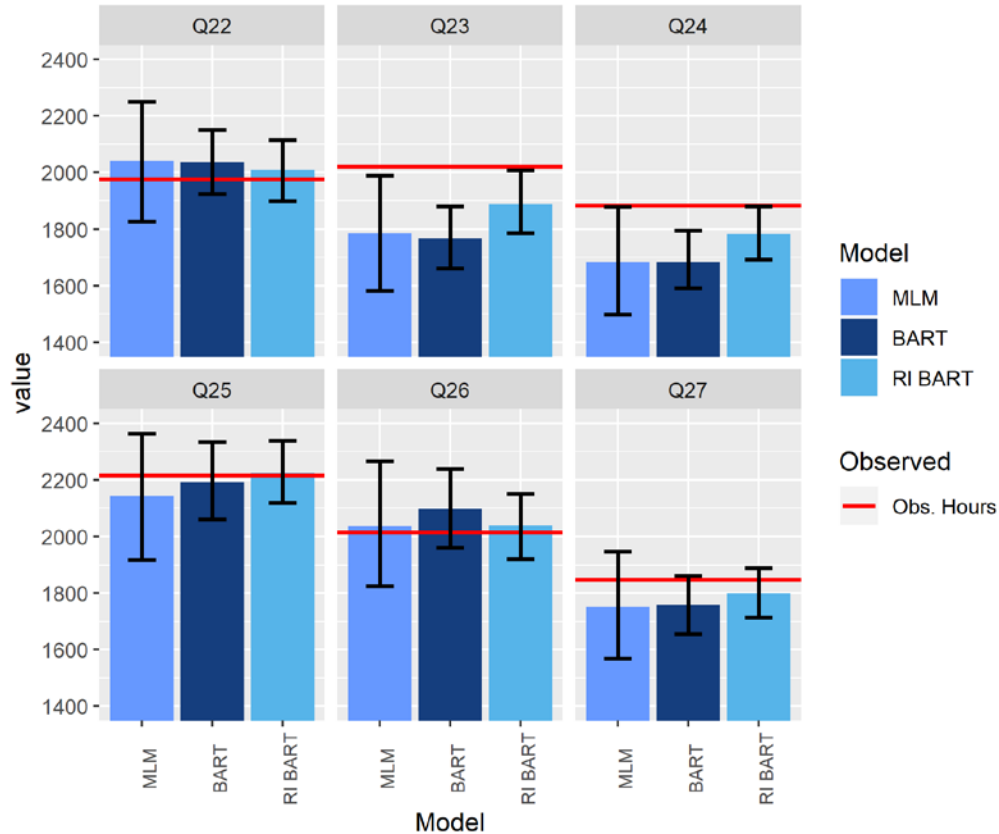 Q22 Q23 Q24
2400
2200
2000
1800
1600
1400
Q25 Q26 Q27
2400
2200
2000
1800
1600
1400
value
MLM BART RI BART MLM BART RI BART MLM BART RI BART
Model
Model
MLM
BART
RI BART
Observed
Obs. Hours